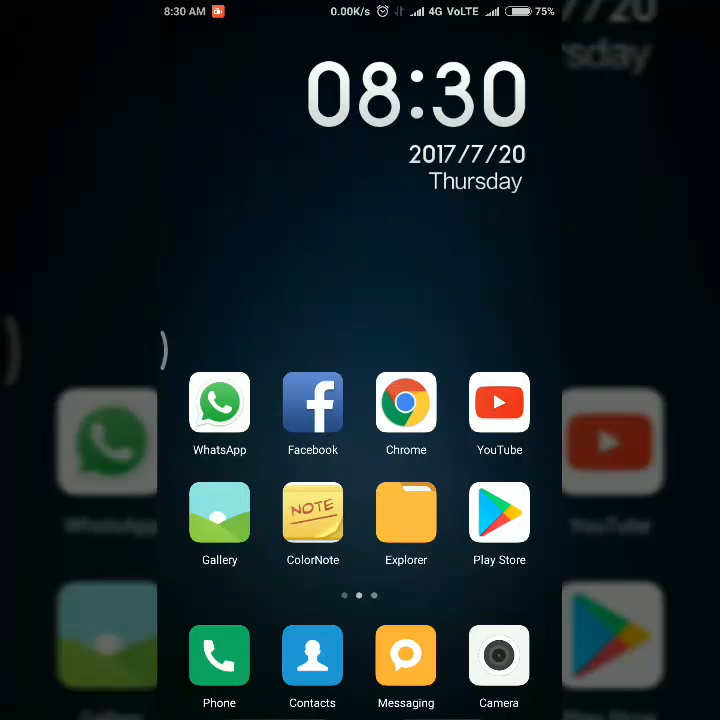 8:30 AM 0.00K/s 4G VoLTE 75%
08:30
2017/7/20
Thursday
WhatsApp Facebook Chrome YouTube
NOTE
Gallery ColorNote Explorer Play Store
Phone Contacts Messaging Camera